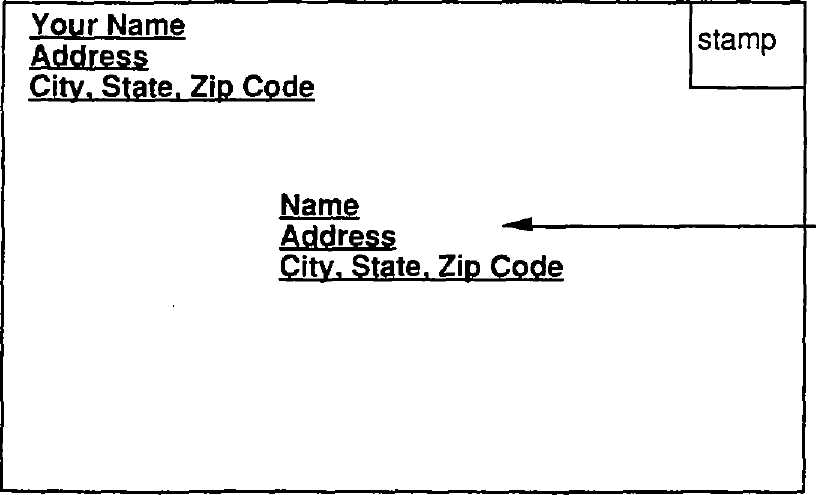 Your Name
Address
City, State, Zip Code
stamp
Name
Address
City, State, Zip Code